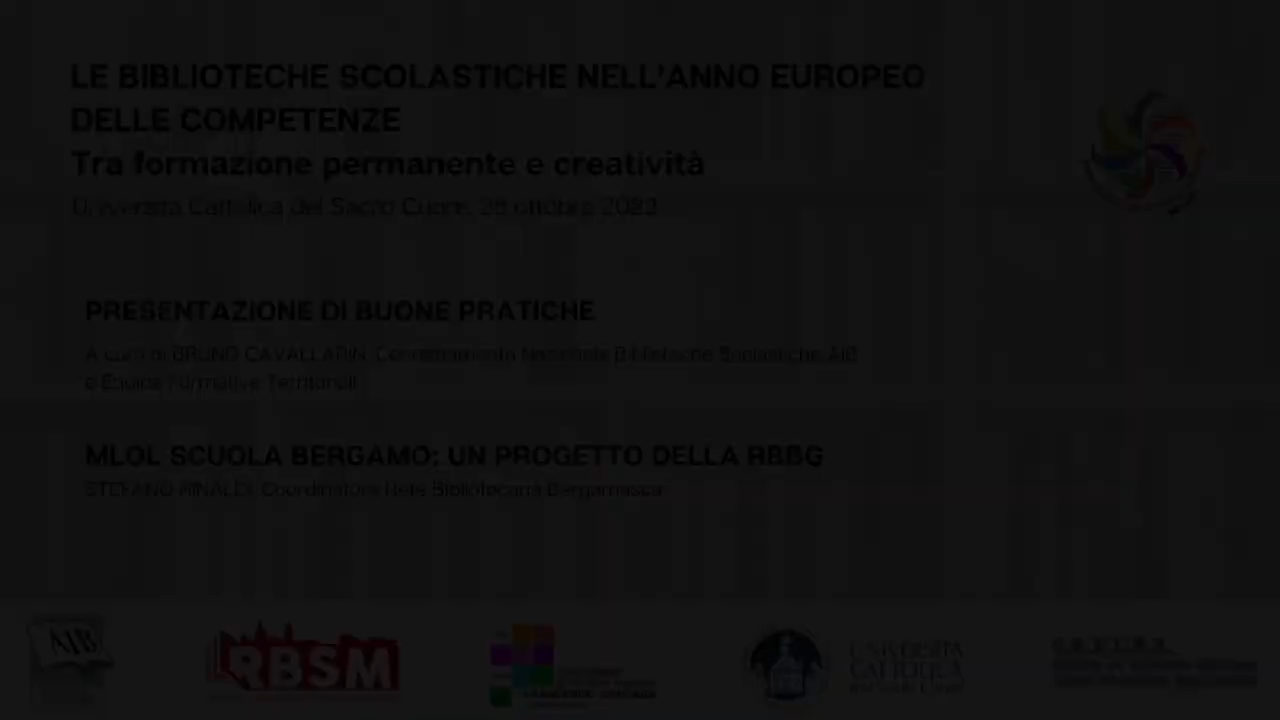 LE BIBLIOTECHE SCOLASTICHE NELL'ANNO EUROPEO
DELLE COMPETENZE
Tra formazione permanente e creatività
Università Cattolica del Sacro Cuore, 26 ottobre 2023
PRESENTAZIONE DI BUONE PRATICHE
A cura di BRUNO CAVALLARIN, Coordinamento Nazionale Biblioteche Scolastiche AIB
e Equipe Formative Territoriali
MLOL SCUOLA BERGAMO: UN PROGETTO DELLA RBBG
STEFANO RINALDI, Coordinatore Rete Bibliotecaria Bergamasca
AIB
RBSM
UNIVERSITÀ
CATTOLICA